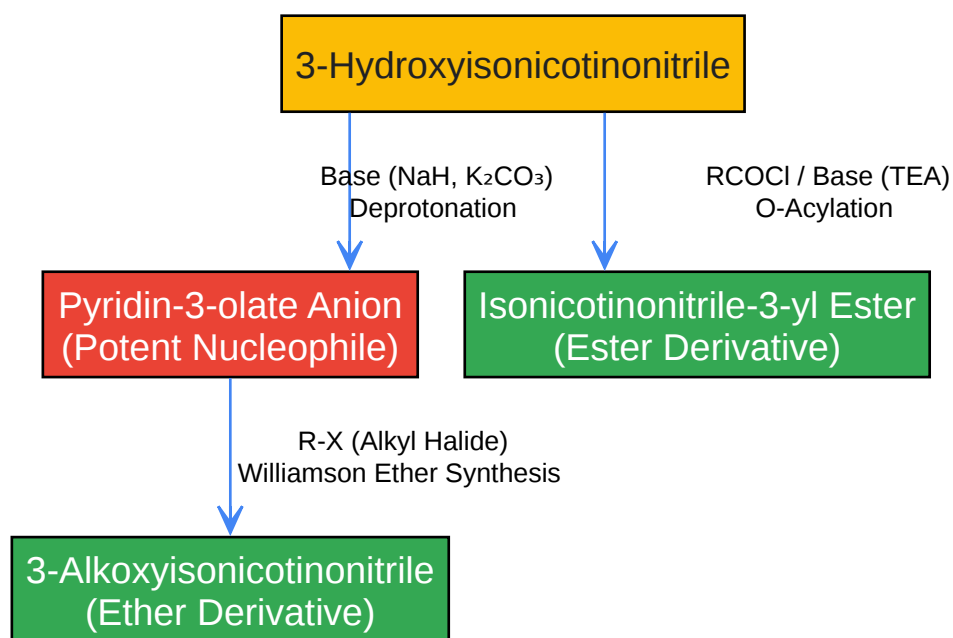 3-Hydroxyisonicotinonitrile
Base (NaH, K₂CO₃)
Deprotonation
RCOCl / Base (TEA)
O-Acylation
Pyridin-3-olate Anion
(Potent Nucleophile)
Isonicotinonitrile-3-yl Ester
(Ester Derivative)
R-X (Alkyl Halide)
Williamson Ether Synthesis
3-Alkoxyisonicotinonitrile
(Ether Derivative)